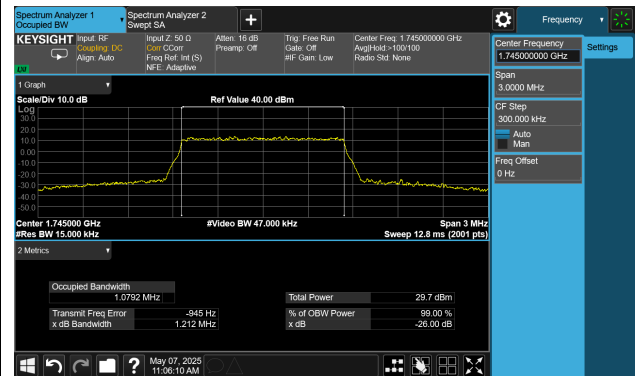 Spectrum Analyzer 1
Occupied BW
Spectrum Analyzer 2
Swept SA
Frequency
KEYSIGHT
Input: RF
Coupling: DC
Align: Auto
Input Z: 50 Ω
Corr CCorr
Freq Ref: Int (S)
NFE: Adaptive
Atten: 16 dB
Preamp: Off
Trig: Free Run
Gate: Off
#IF Gain: Low
Center Freq: 1.745000000 GHz
Avg|Hold:>100/100
Radio Std: None
Center Frequency
1.745000000 GHz
Settings
Span
3.0000 MHz
CF Step
300.000 kHz
Auto
Man
Freq Offset
0 Hz
1 Graph
Scale/Div 10.0 dB
Ref Value 40.00 dBm
Log
30.0
20.0
10.0
0.00
-10.0
-20.0
-30.0
-40.0
-50.0
Center 1.745000 GHz
#Video BW 47.000 kHz
Span 3 MHz
#Res BW 15.000 kHz
Sweep 12.8 ms (2001 pts)
2 Metrics
Occupied Bandwidth
1.0792 MHz
Total Power 29.7 dBm
Transmit Freq Error -945 Hz
% of OBW Power 99.00 %
x dB Bandwidth 1.212 MHz
x dB -26.00 dB
?
May 07, 2025
11:06:10 AM